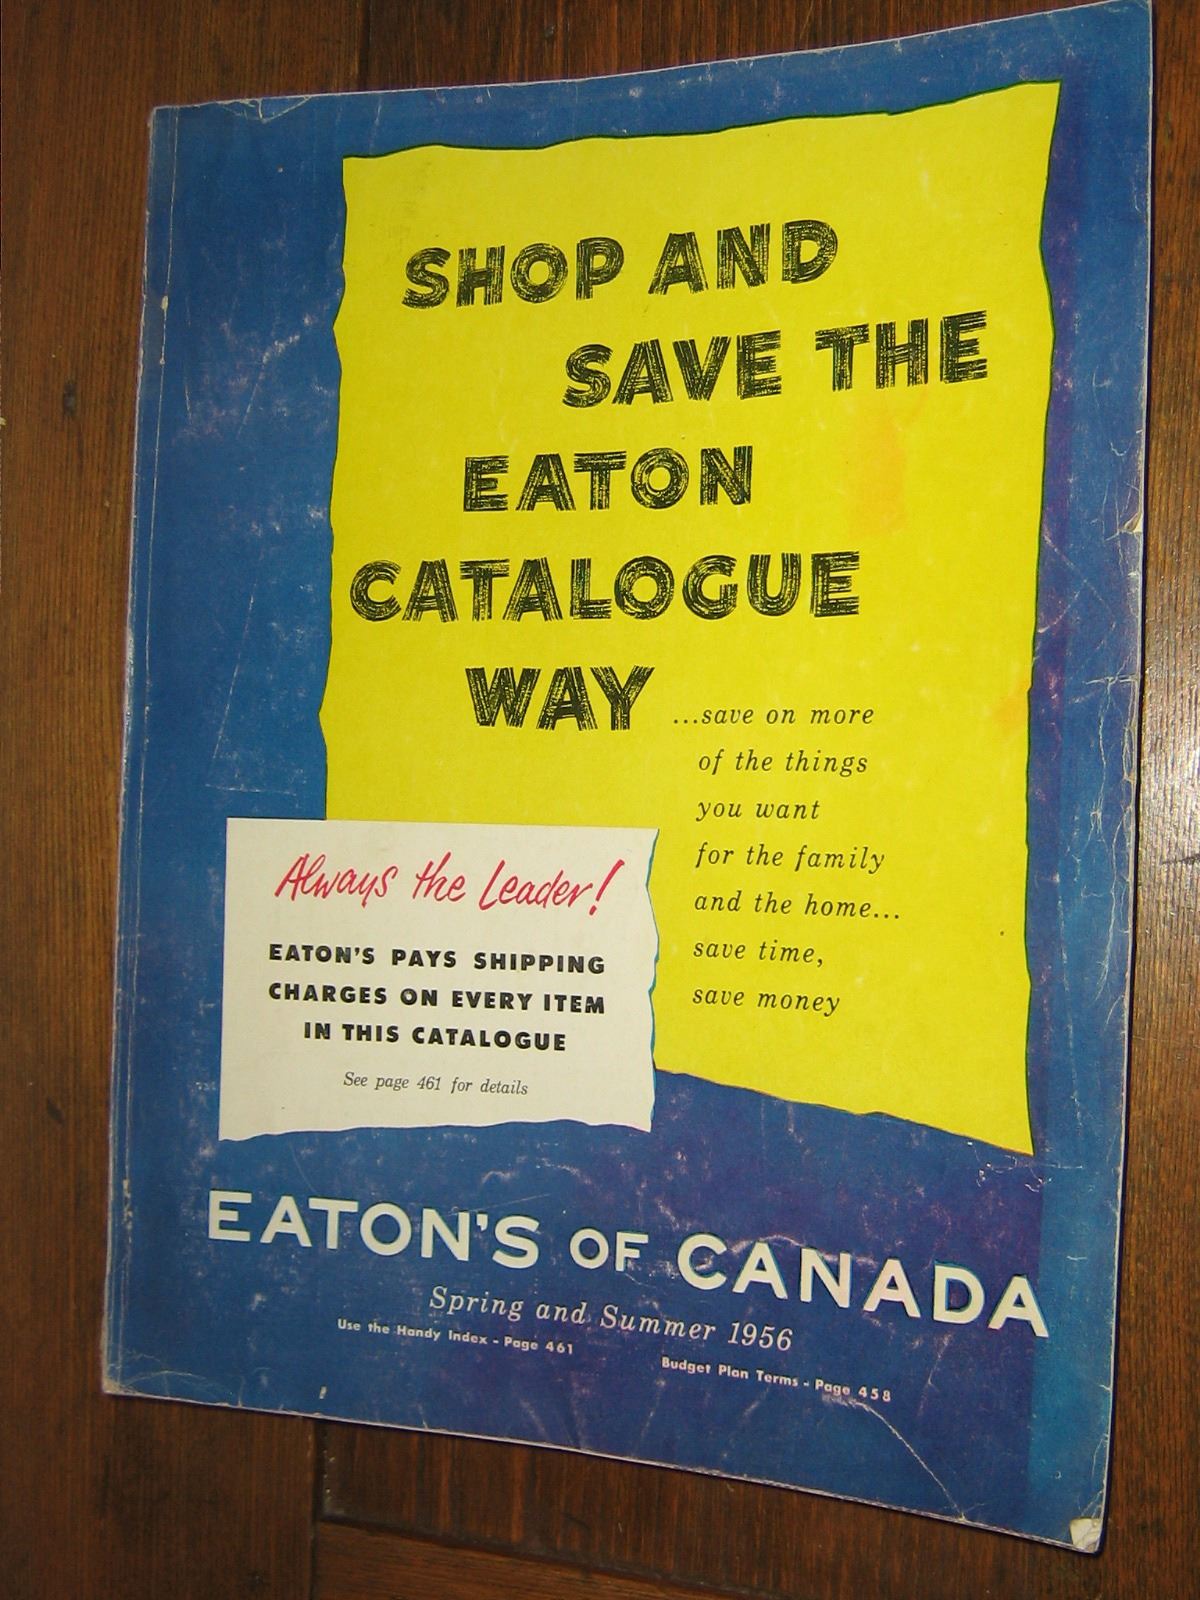 SHOP AND
SAVE THE
EATON
CATALOGUE
WAY
...save on more
of the things
you want
for the family
and the home...
save time,
save money
Always the Leader!
EATON'S PAYS SHIPPING
CHARGES ON EVERY ITEM
IN THIS CATALOGUE
See page 461 for details
EATON'S OF CANADA
Spring and Summer 1956
Use the Handy Index - Page 461
Budget Plan Terms - Page 458